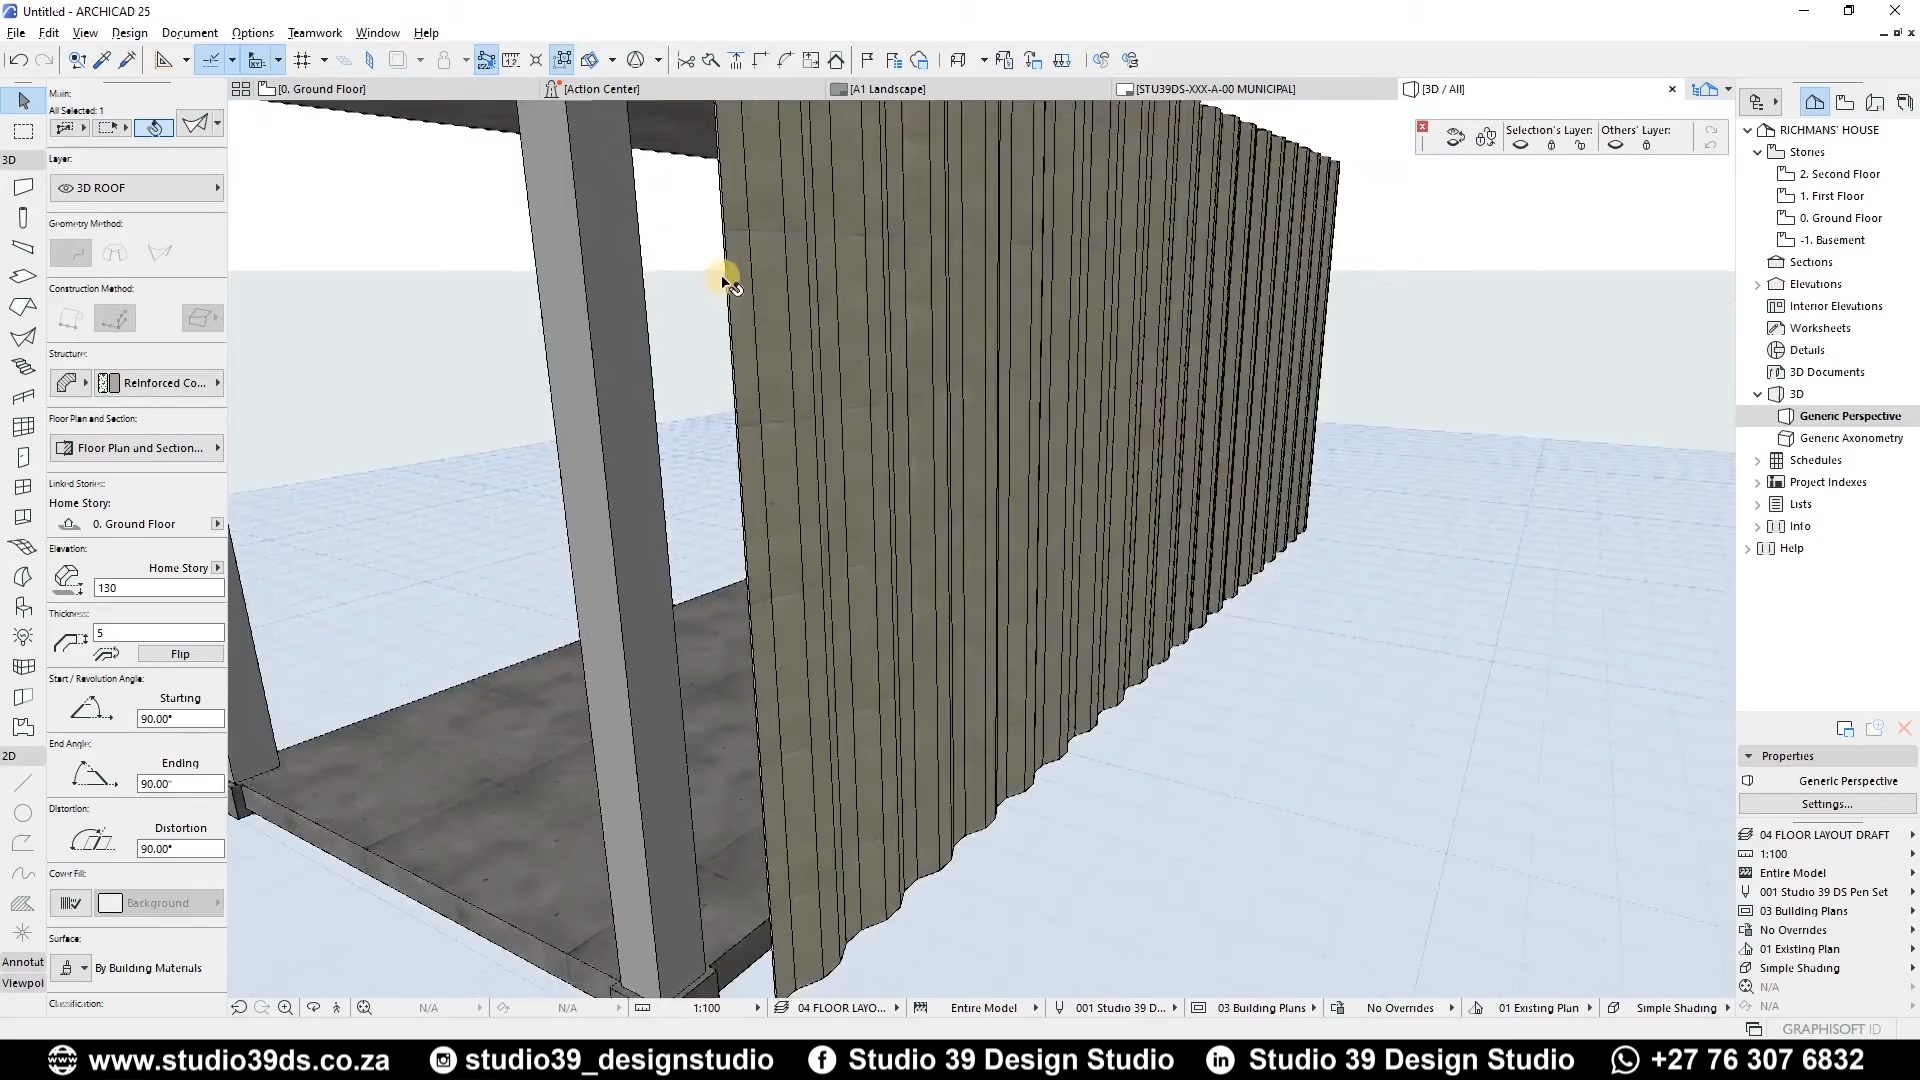 Untitled - ARCHICAD 25
File Edit View Design Document Options Teamwork Window Help
[0. Ground Floor] [Action Center] [A1 Landscape] [STU39DS-XXX-A-00 MUNICIPAL] [3D / All]
Main:
All Selected: 1
3D
Layer:
3D ROOF
Geometry Method:
Construction Method:
Structure:
Reinforced Co...
Floor Plan and Section:
Floor Plan and Section...
Linked Stories:
Home Story:
0. Ground Floor
Elevation:
Home Story
130
Thickness:
5
Flip
Start / Revolution Angle:
Starting
90.00°
End Angle:
2D
Ending
90.00°
Distortion:
Distortion
90.00°
Cover Fill:
Background
Surface:
By Building Materials
Annotat
Viewpoi
Classification:
Selection's Layer: Others' Layer:
RICHMANS' HOUSE
Stories
2. Second Floor
1. First Floor
0. Ground Floor
-1. Basement
Sections
Elevations
Interior Elevations
Worksheets
Details
3D Documents
3D
Generic Perspective
Generic Axonometry
Schedules
Project Indexes
Lists
Info
Help
Properties
Generic Perspective
Settings...
04 FLOOR LAYOUT DRAFT
1:100
Entire Model
001 Studio 39 DS Pen Set
03 Building Plans
No Overrides
01 Existing Plan
Simple Shading
N/A
N/A
N/A N/A 1:100 04 FLOOR LAYO... Entire Model 001 Studio 39 D... 03 Building Plans No Overrides 01 Existing Plan Simple Shading
GRAPHISOFT ID
www.studio39ds.co.za studio39_designstudio Studio 39 Design Studio Studio 39 Design Studio +27 76 307 6832